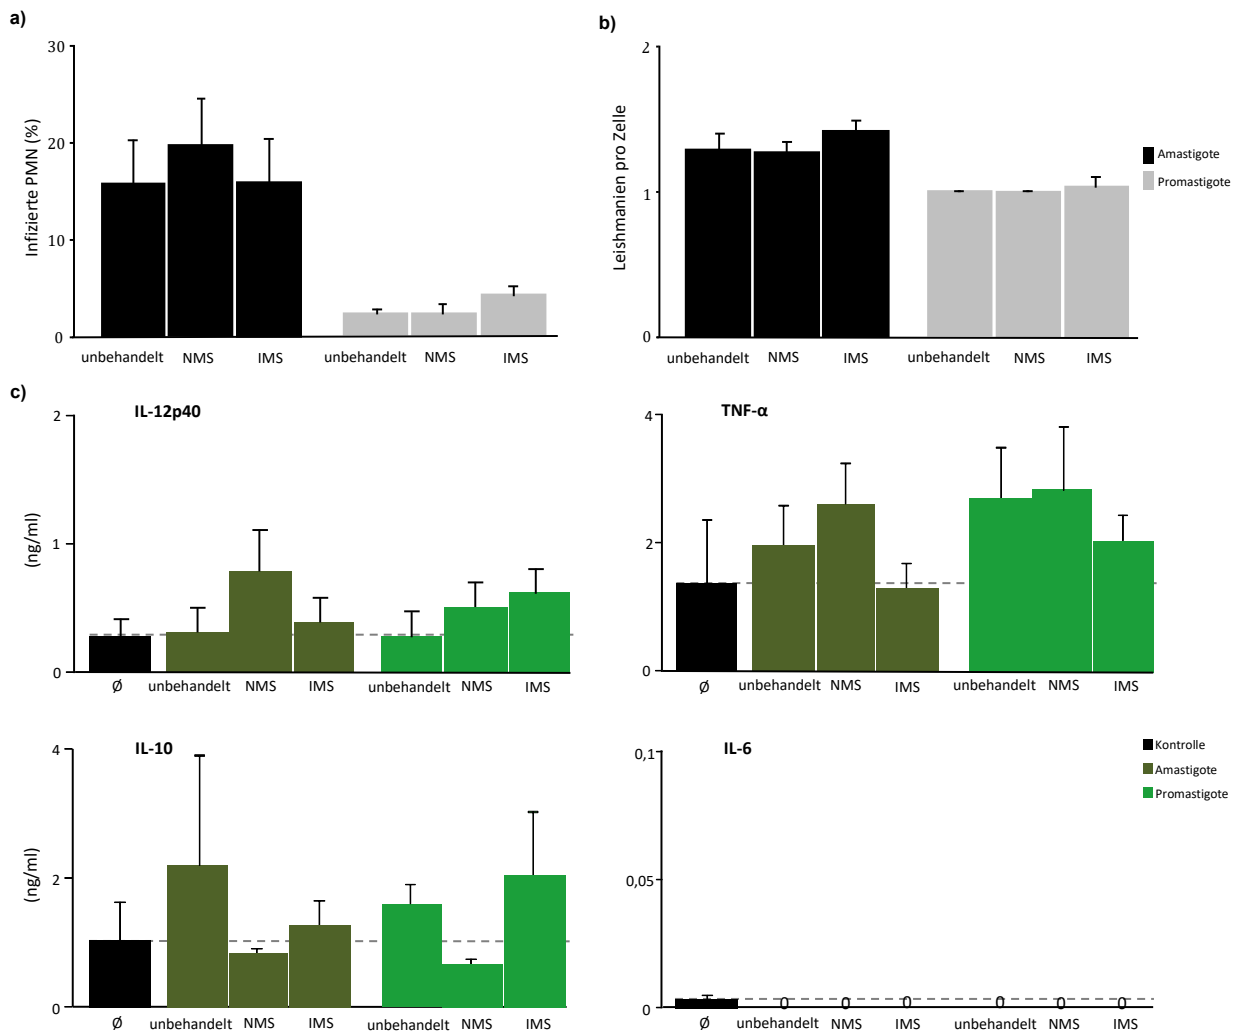 a)
30
20
10
0
Infizierte PMN (%)
unbehandelt NMS IMS unbehandelt NMS IMS
b)
2
1
0
Leishmanien pro Zelle
unbehandelt NMS IMS unbehandelt NMS IMS
Amastigote
Promastigote
c)
IL-12p40
2
1
0
(ng/ml)
Ø unbehandelt NMS IMS unbehandelt NMS IMS
TNF-α
4
2
0
Ø unbehandelt NMS IMS unbehandelt NMS IMS
IL-10
4
2
0
(ng/ml)
Ø unbehandelt NMS IMS unbehandelt NMS IMS
IL-6
0,1
0,05
0
0 0 0 0 0 0
Ø unbehandelt NMS IMS unbehandelt NMS IMS
Kontrolle
Amastigote
Promastigote